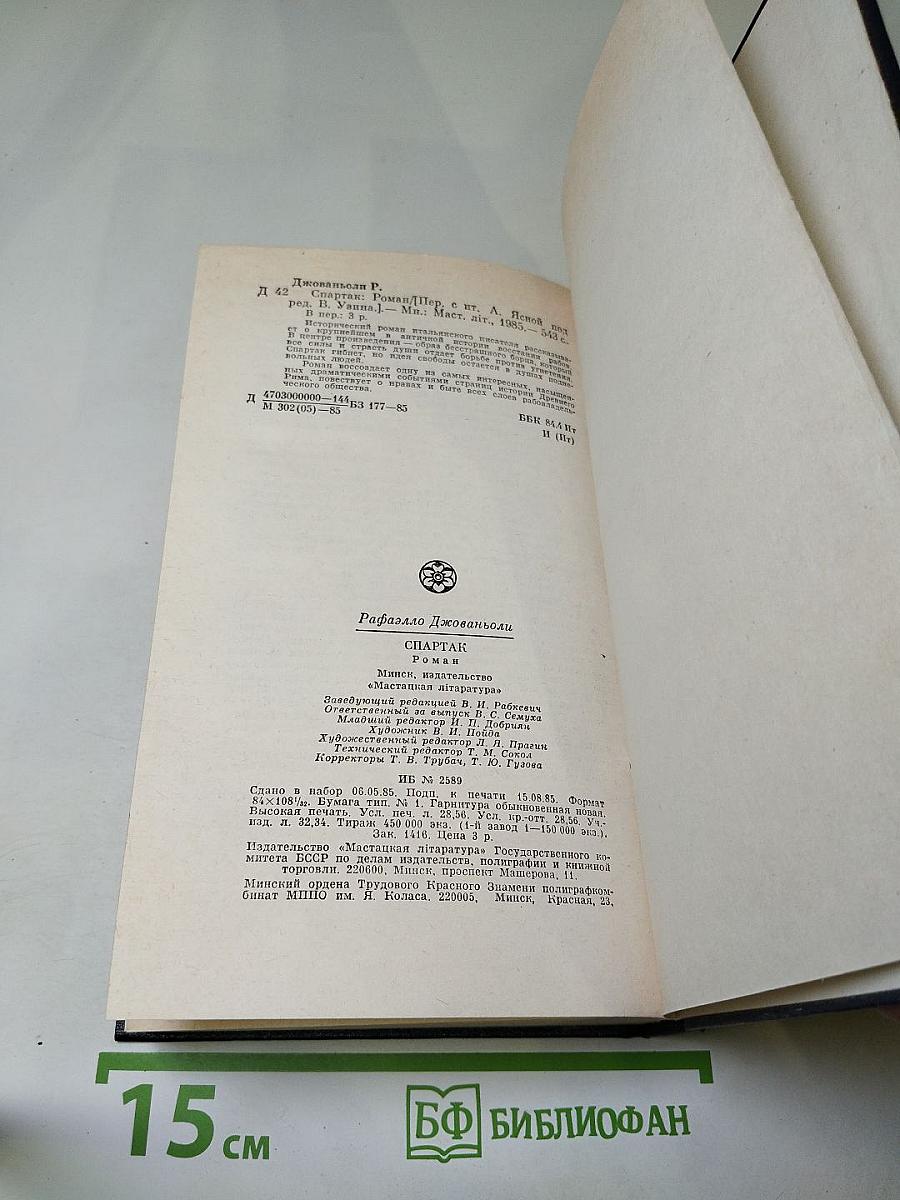 Джованьоли Р.
Д 42 Спартак: Роман/[Пер. с ит. А. Ясной под
ред. В. Уанна.].— Мн.: Маст. літ., 1985.— 543 с.
В пер.: 3 р.
Исторический роман итальянского писателя рассказыва-
ет о крупнейшем в античной истории восстании рабов.
В центре произведения — образ бесстрашного борца, который
все силы и страсть души отдает борьбе против угнетения.
Спартак гибнет, но идея свободы остается в душах
вольных людей.
Роман воссоздает одну из самых интересных, насыщен-
ных драматическими событиями страниц истории Древнего
Рима, повествует о нравах и быте всех слоев рабовладель-
ческого общества.
Д 4703000000—144 БЗ 177—85
М 302(05)—85
ББК 84.4 Ит
И (Ит)
Рафаэлло Джованьоли
СПАРТАК
Роман
Минск, издательство
«Мастацкая літаратура»
Заведующий редакцией В. И. Рабкевич
Ответственный за выпуск В. С. Семуха
Младший редактор И. П. Добриян
Художник В. И. Пойда
Художественный редактор Л. Я. Прагин
Технический редактор Т. М. Сокол
Корректоры Т. В. Трубач, Т. Ю. Гузова
ИБ № 2589
Сдано в набор 06.05.85. Подп. к печати 15.08.85. Формат
84×108¹/₃₂. Бумага тип. № 1. Гарнитура обыкновенная новая.
Высокая печать. Усл. печ. л. 28,56. Усл. кр.-отт. 28,56. Уч.-
изд. л. 32,34. Тираж 450 000 экз. (1-й завод 1—150 000 экз.).
Зак. 1416. Цена 3 р.
Издательство «Мастацкая літаратура» Государственного ко-
митета БССР по делам издательств, полиграфии и книжной
торговли. 220600, Минск, проспект Машерова, 11.
Минский ордена Трудового Красного Знамени полиграфком-
бинат МППО им. Я. Коласа. 220005, Минск, Красная, 23.
15 см
БФ БИБЛИОФАН